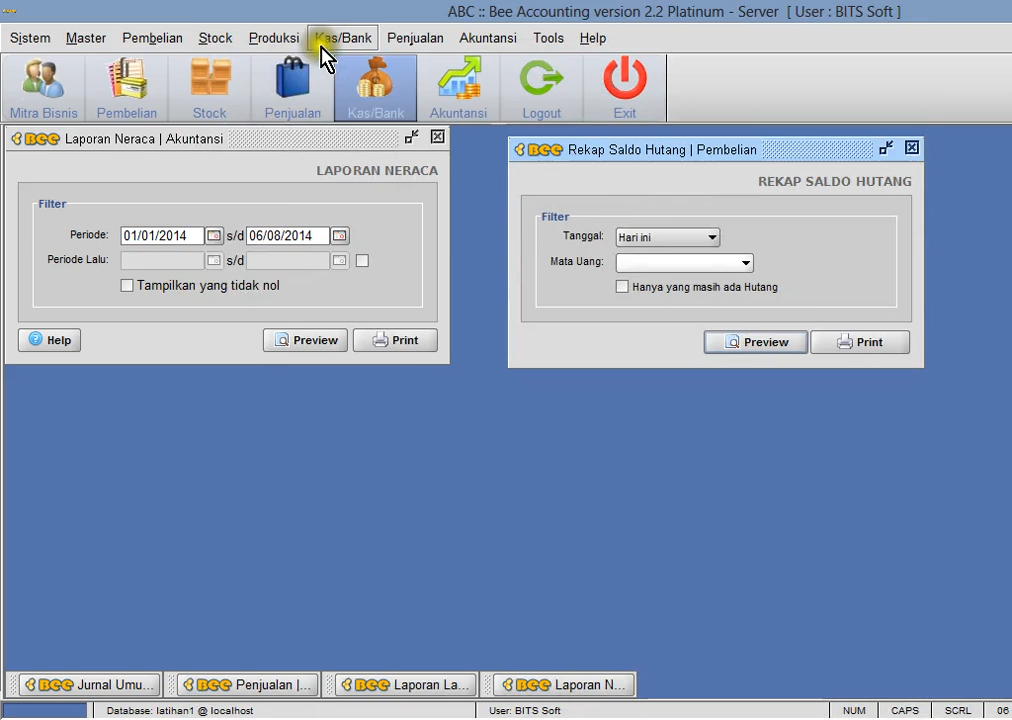 ABC :: Bee Accounting version 2.2 Platinum - Server [ User : BITS Soft ]
Sistem Master Pembelian Stock Produksi Kas/Bank Penjualan Akuntansi Tools Help
Mitra Bisnis Pembelian Stock Penjualan Kas/Bank Akuntansi Logout Exit
BEE Laporan Neraca | Akuntansi
LAPORAN NERACA
Filter
Periode: 01/01/2014 s/d 06/08/2014
Periode Lalu: s/d
Tampilkan yang tidak nol
Help Preview Print
BEE Rekap Saldo Hutang | Pembelian
REKAP SALDO HUTANG
Filter
Tanggal: Hari ini
Mata Uang:
Hanya yang masih ada Hutang
Preview Print
BEE Jurnal Umu... BEE Penjualan |... BEE Laporan La... BEE Laporan N...
Database: latihan1 @ localhost User: BITS Soft NUM CAPS SCRL 06